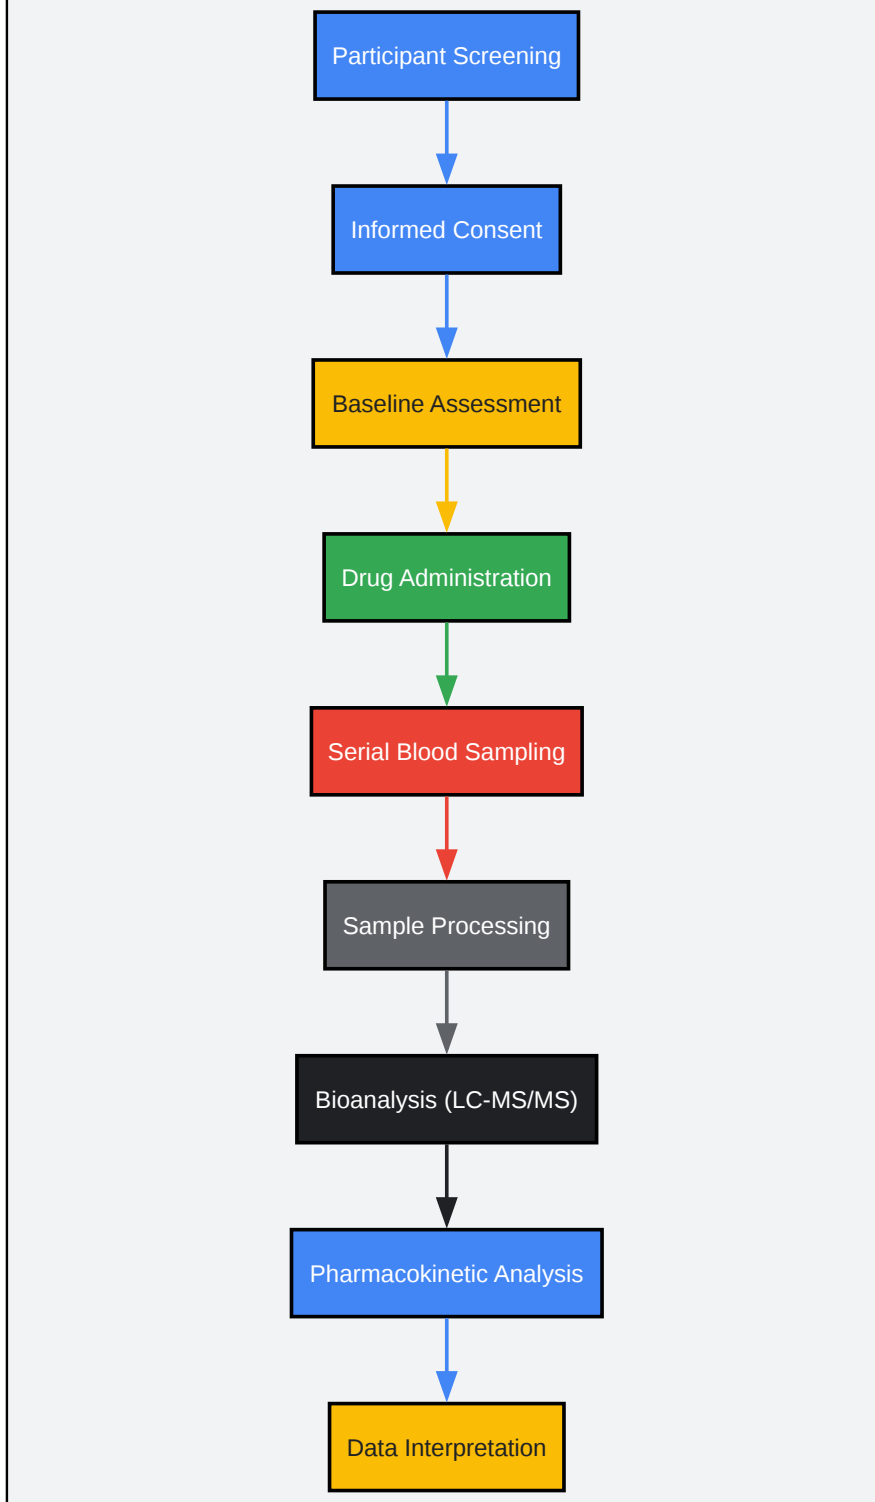 Participant Screening
Informed Consent
Baseline Assessment
Drug Administration
Serial Blood Sampling
Sample Processing
Bioanalysis (LC-MS/MS)
Pharmacokinetic Analysis
Data Interpretation